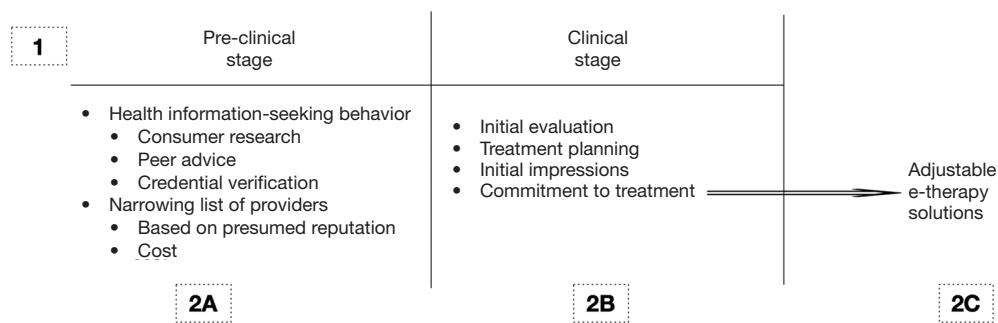 1
Pre-clinical
stage
Clinical
stage
• Health information-seeking behavior
• Consumer research
• Peer advice
• Credential verification
• Narrowing list of providers
• Based on presumed reputation
• Cost
• Initial evaluation
• Treatment planning
• Initial impressions
• Commitment to treatment
Adjustable
e-therapy
solutions
2A
2B
2C